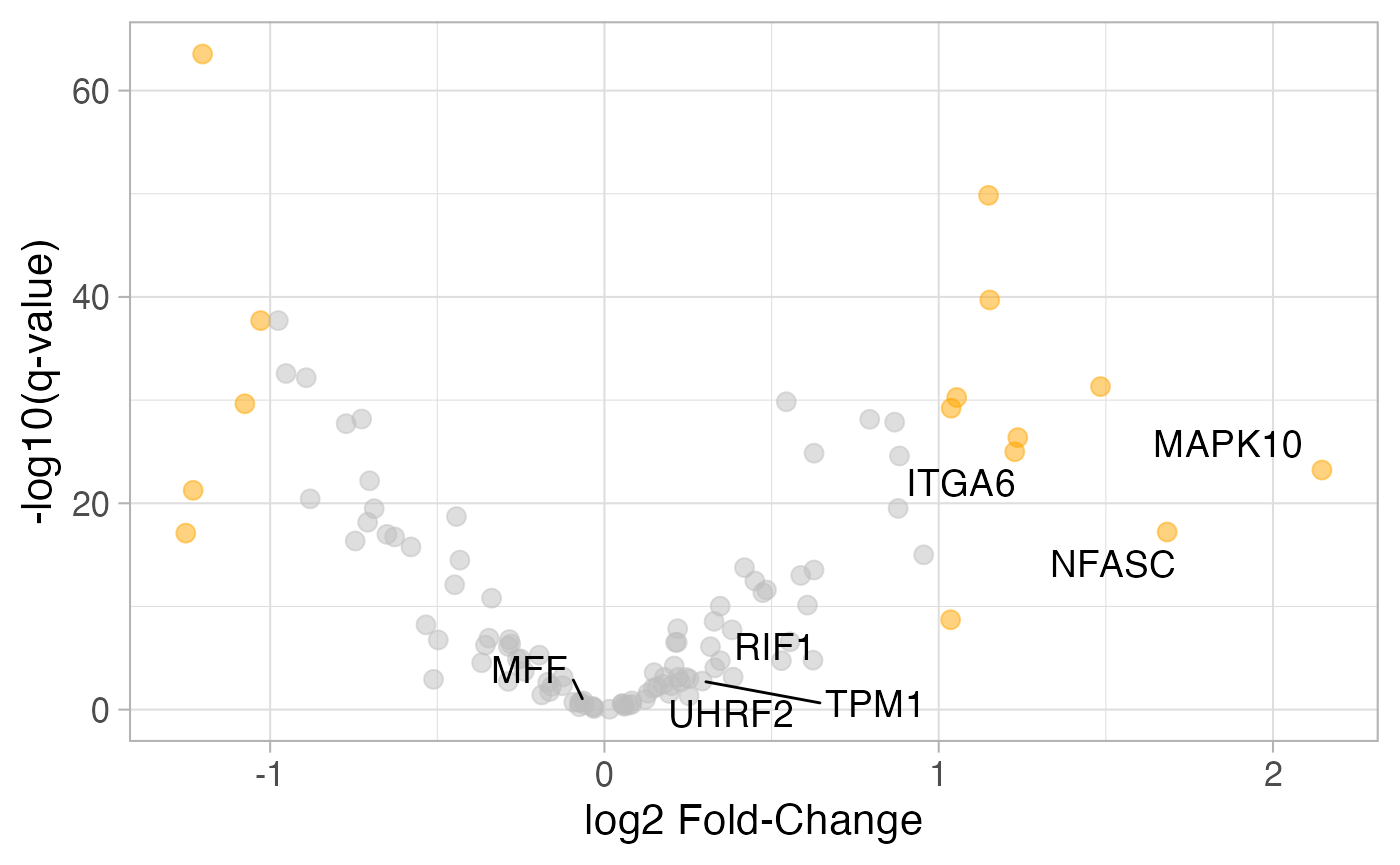 -log10(q-value)
60
40
20
0
MAPK10
ITGA6
NFASC
RIF1
MFF
TPM1
UHRF2
-1
0
1
2
log2 Fold-Change